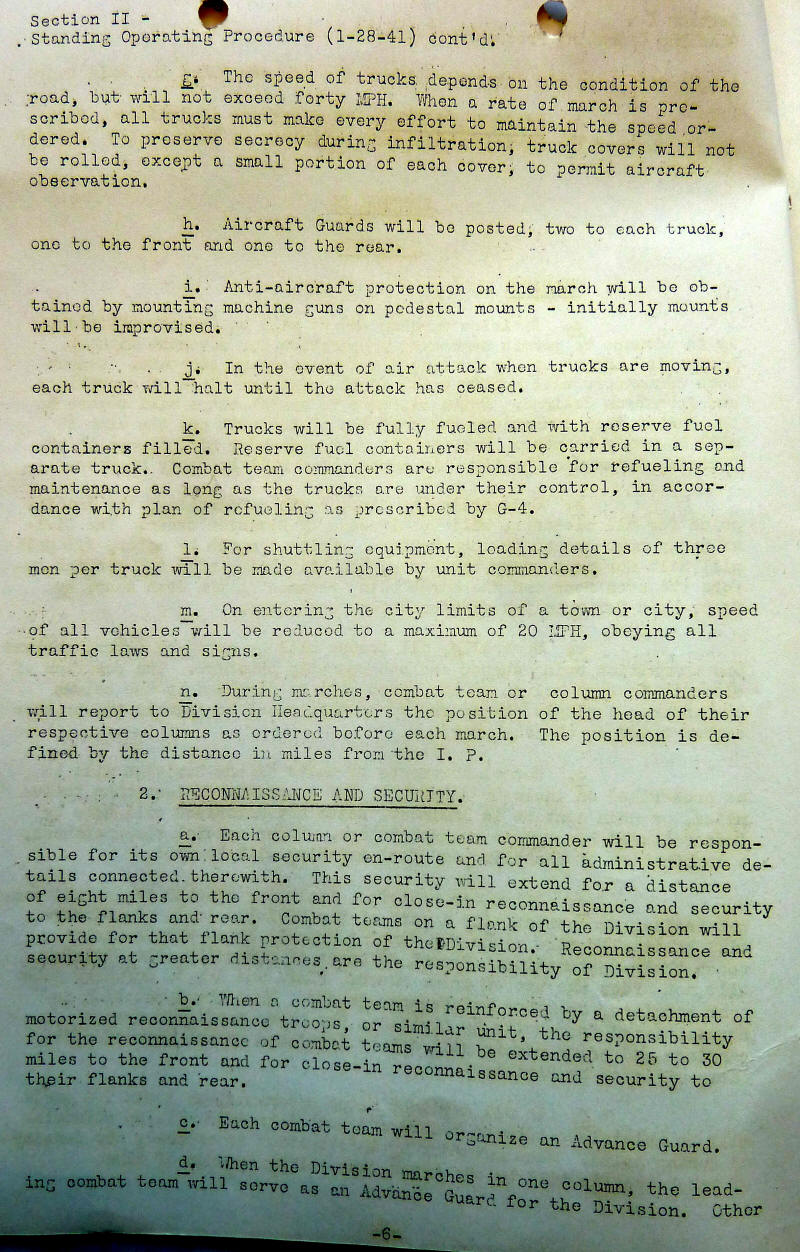 Section II -
Standing Operating Procedure (1-28-41) Cont'd.
g. The speed of trucks depends on the condition of the
road, but will not exceed forty MPH. When a rate of march is pre-
scribed, all trucks must make every effort to maintain the speed or-
dered. To preserve secrecy during infiltration, truck covers will not
be rolled, except a small portion of each cover, to permit aircraft
observation.
h. Aircraft Guards will be posted, two to each truck,
one to the front and one to the rear.
i. Anti-aircraft protection on the march will be ob-
tained by mounting machine guns on pedestal mounts - initially mounts
will be improvised.
j. In the event of air attack when trucks are moving,
each truck will halt until the attack has ceased.
k. Trucks will be fully fueled and with reserve fuel
containers filled. Reserve fuel containers will be carried in a sep-
arate truck. Combat team commanders are responsible for refueling and
maintenance as long as the trucks are under their control, in accor-
dance with plan of refueling as prescribed by G-4.
l. For shuttling equipment, loading details of three
men per truck will be made available by unit commanders.
m. On entering the city limits of a town or city, speed
of all vehicles will be reduced to a maximum of 20 MPH, obeying all
traffic laws and signs.
n. During marches, combat team or column commanders
will report to Division Headquarters the position of the head of their
respective columns as ordered before each march. The position is de-
fined by the distance in miles from the I. P.
2. RECONNAISSANCE AND SECURITY.
a. Each column or combat team commander will be respon-
sible for its own local security en-route and for all administrative de-
tails connected therewith. This security will extend for a distance
of eight miles to the front and for close-in reconnaissance and security
to the flanks and rear. Combat teams on a flank of the Division will
provide for that flank protection of the Division. Reconnaissance and
security at greater distances are the responsibility of Division.
b. When a combat team is reinforced by a detachment of
motorized reconnaissance troops, or similar unit, the responsibility
for the reconnaissance of combat teams will be extended to 25 to 30
miles to the front and for close-in reconnaissance and security to
their flanks and rear.
c. Each combat team will organize an Advance Guard.
d. When the Division marches in one column, the lead-
ing combat team will serve as an Advance Guard for the Division. Other
-6-